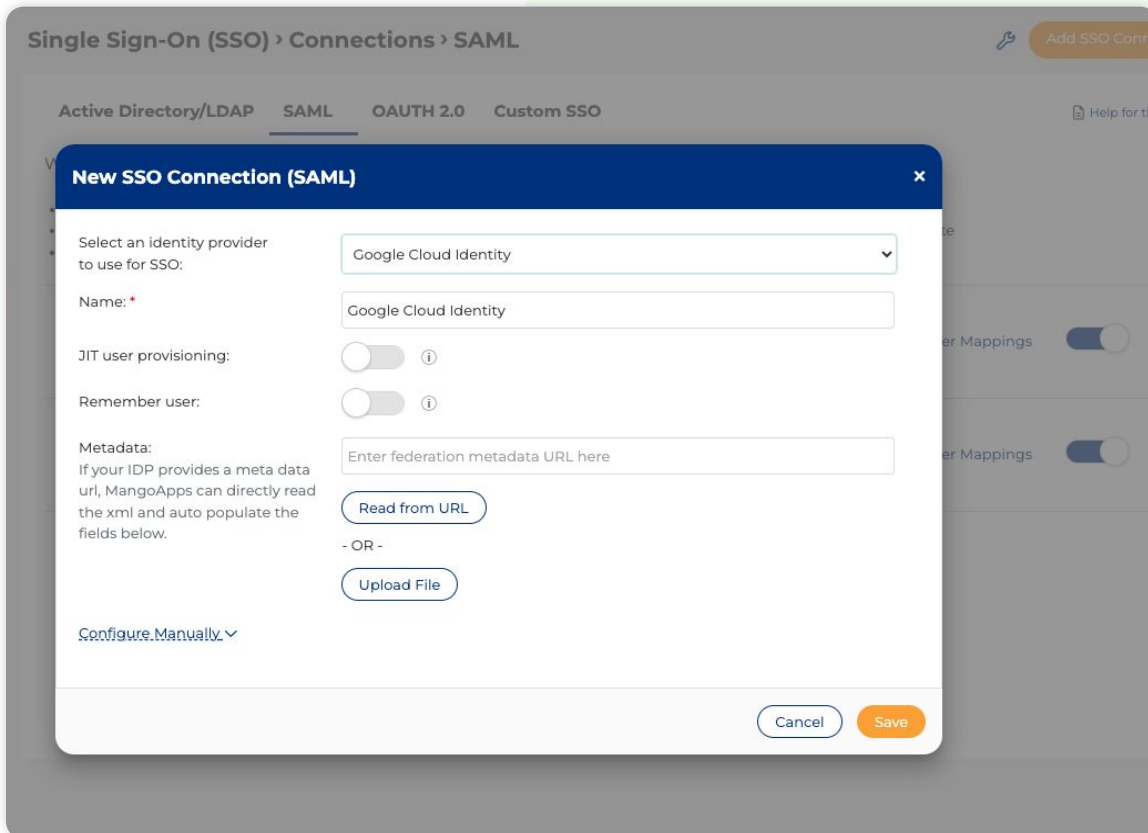 Single Sign-On (SSO) › Connections › SAML
Add SSO
Active Directory/LDAP SAML OAUTH 2.0 Custom SSO
Help for
New SSO Connection (SAML)
Select an identity provider
to use for SSO:
Google Cloud Identity
Name: *
Google Cloud Identity
JIT user provisioning:
Mappings
Remember user:
Metadata:
If your IDP provides a meta data
url, MangoApps can directly read
the xml and auto populate the
fields below.
Enter federation metadata URL here
Mappings
Read from URL
- OR -
Upload File
Configure Manually
Cancel
Save